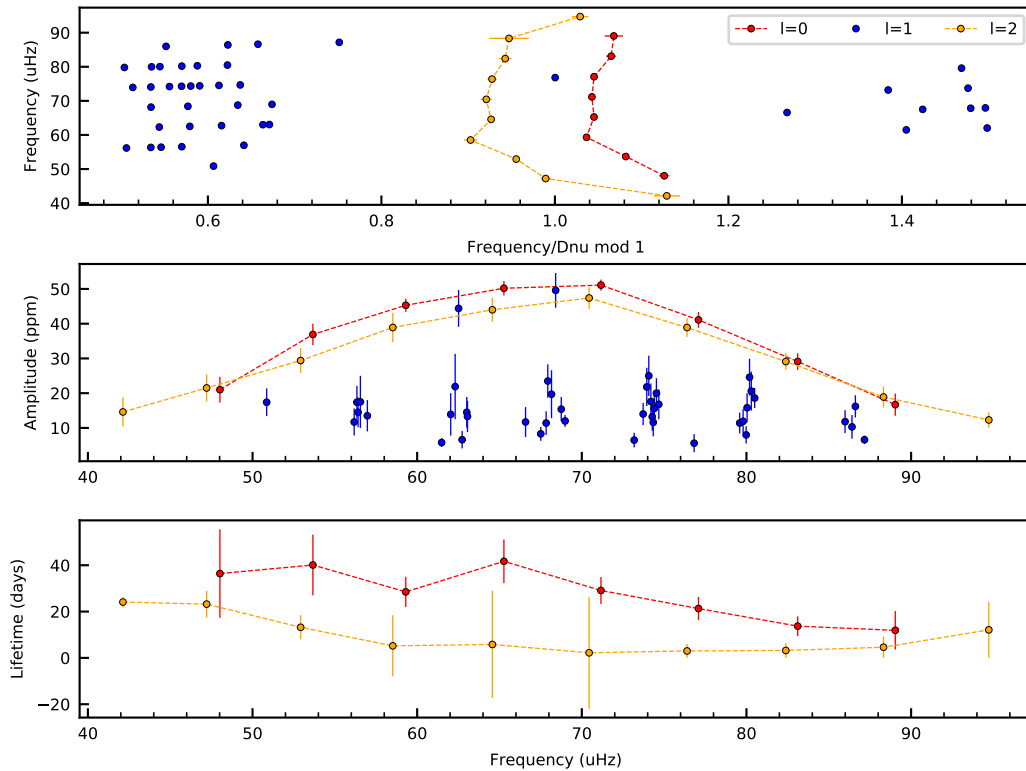 l=0 l=1 l=2
Frequency (uHz)
90
80
70
60
50
40
0.6 0.8 1.0 1.2 1.4
Frequency/Dnu mod 1
Amplitude (ppm)
50
40
30
20
10
40 50 60 70 80 90
Lifetime (days)
40
20
0
−20
40 50 60 70 80 90
Frequency (uHz)